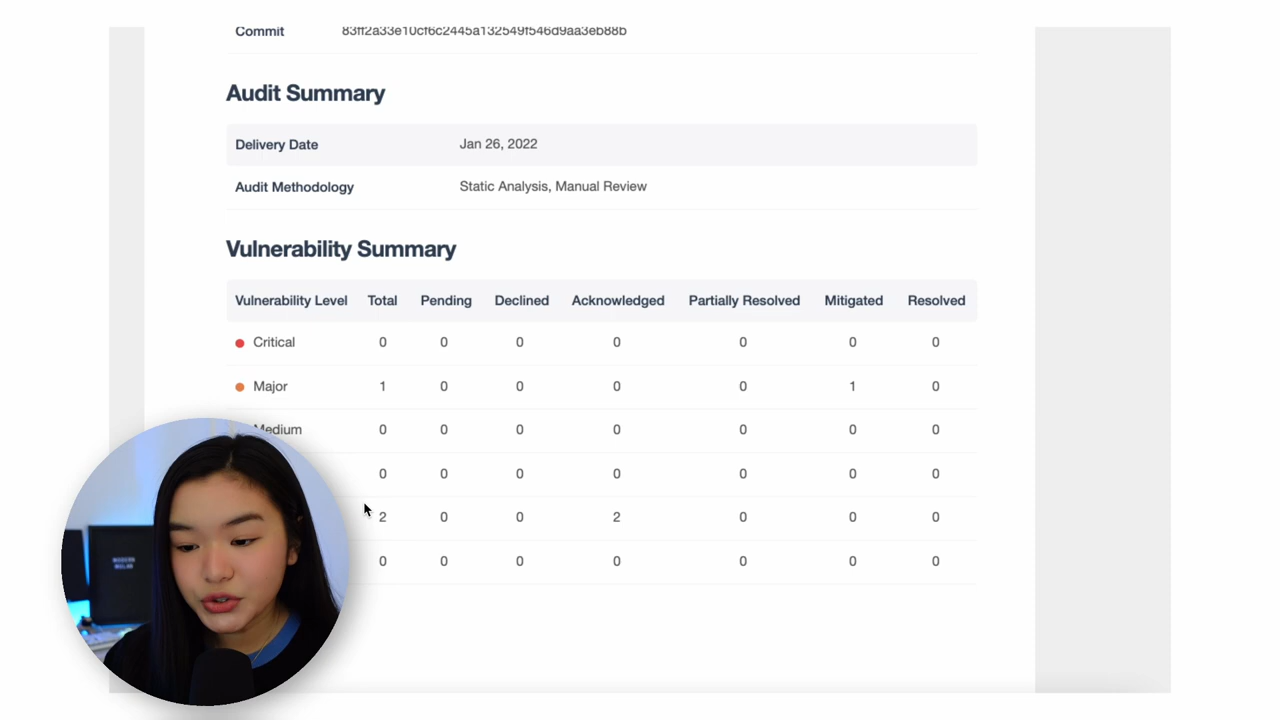 Commit 83ff2a33e10cf6c2445a132549f546d9aa3eb88b
Audit Summary
Delivery Date Jan 26, 2022
Audit Methodology Static Analysis, Manual Review
Vulnerability Summary
Vulnerability Level Total Pending Declined Acknowledged Partially Resolved Mitigated Resolved
Critical 0 0 0 0 0 0 0
Major 1 0 0 0 0 1 0
Medium 0 0 0 0 0 0 0
0 0 0 0 0 0 0
2 0 0 2 0 0 0
0 0 0 0 0 0 0